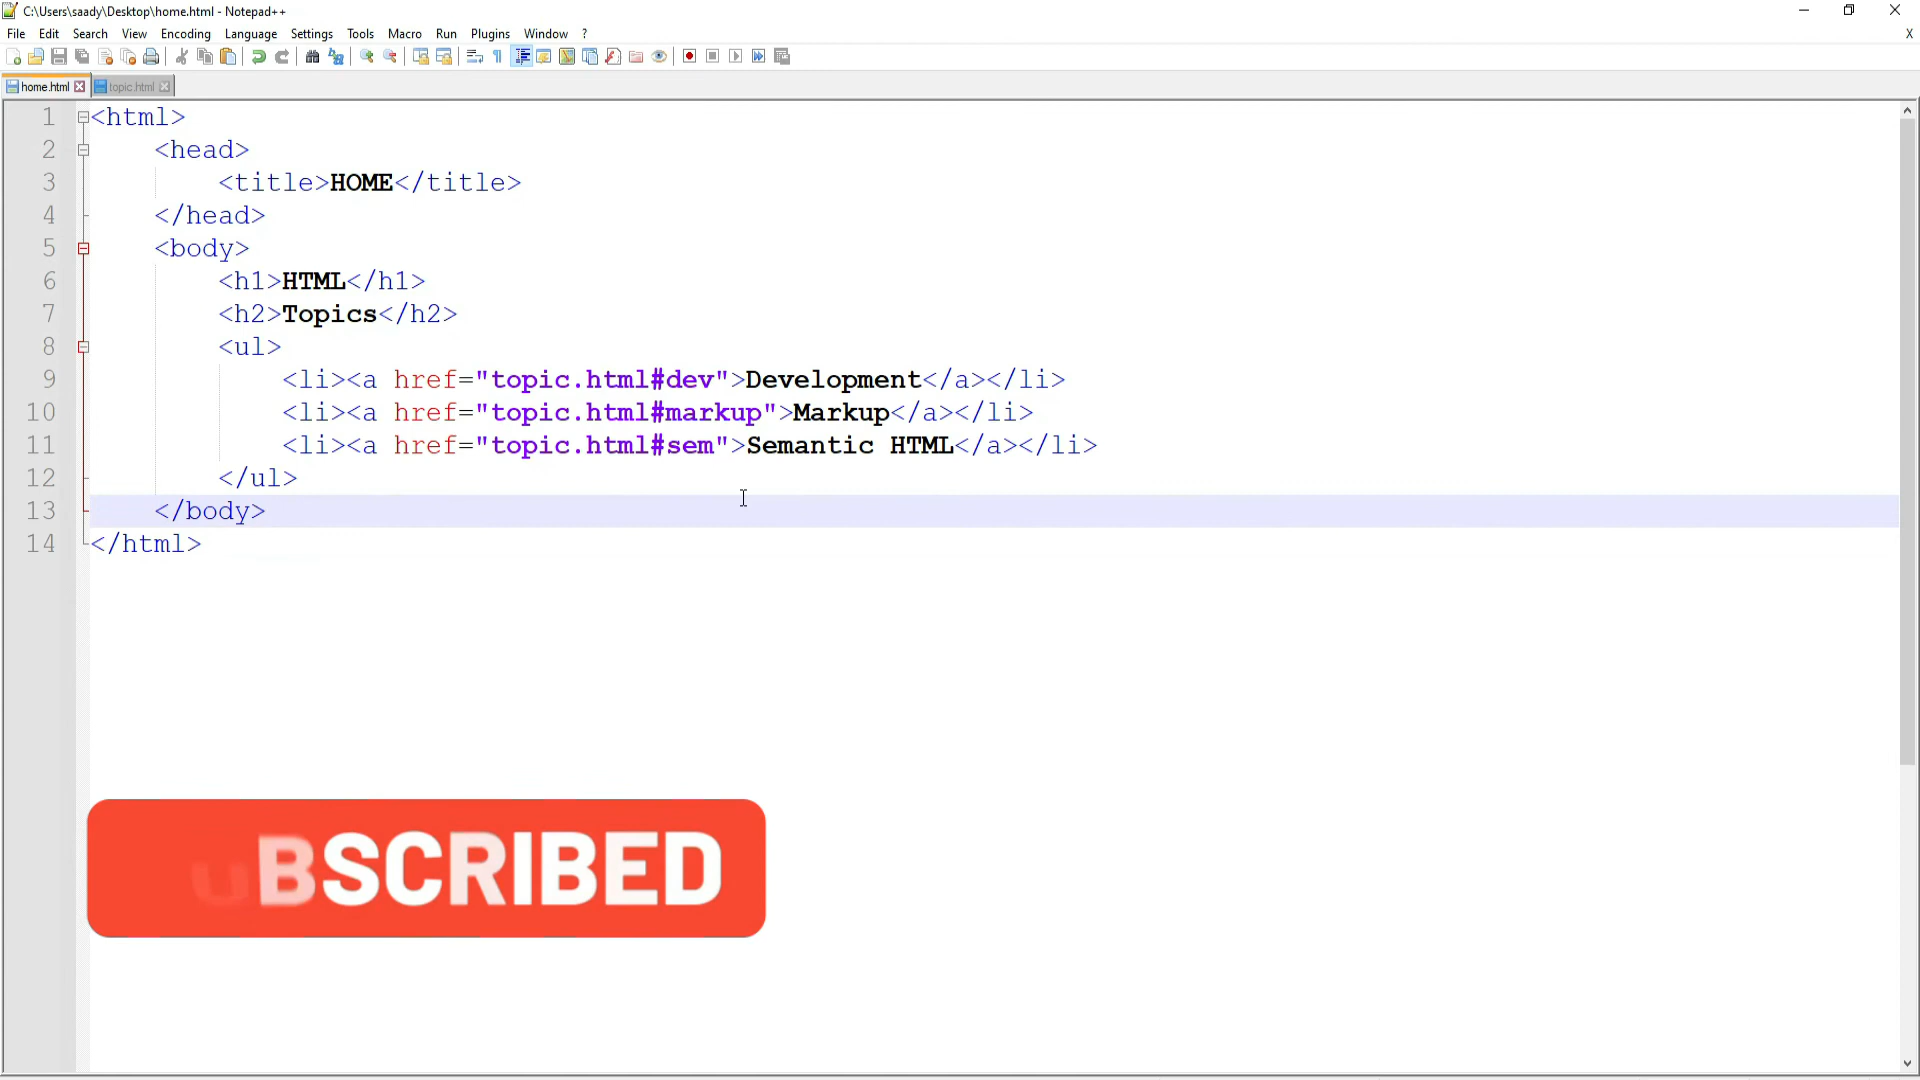 C:\Users\saady\Desktop\home.html - Notepad++
File Edit Search View Encoding Language Settings Tools Macro Run Plugins Window ? X
home.html topic.html
1 <html>
2 <head>
3 <title>HOME</title>
4 </head>
5 <body>
6 <h1>HTML</h1>
7 <h2>Topics</h2>
8 <ul>
9 <li><a href="topic.html#dev">Development</a></li>
10 <li><a href="topic.html#markup">Markup</a></li>
11 <li><a href="topic.html#sem">Semantic HTML</a></li>
12 </ul>
13 </body>
14 </html>
UBSCRIBED